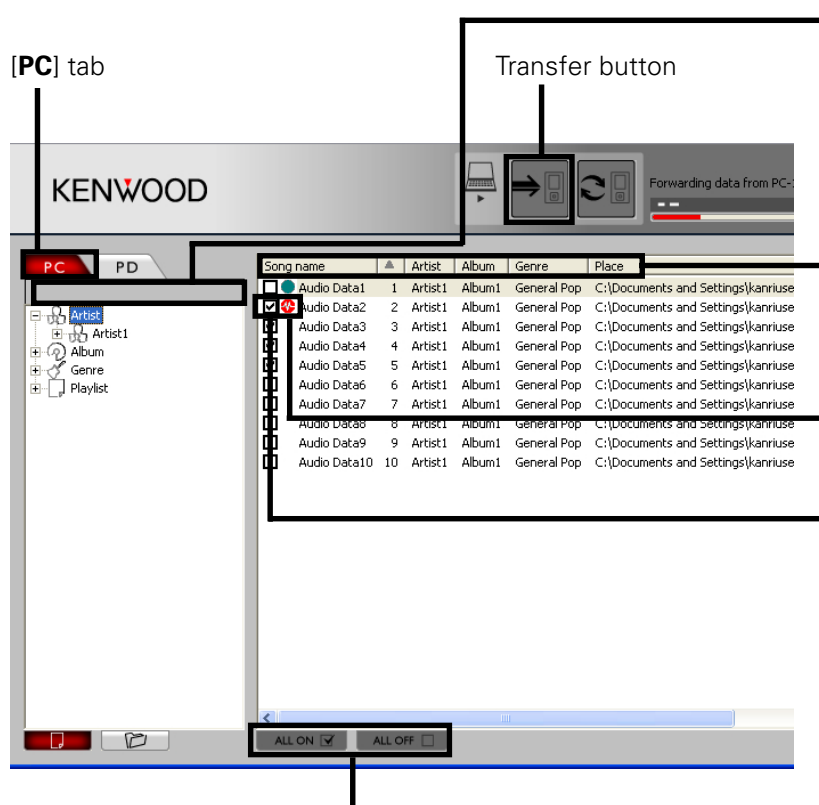 [PC] tab
Transfer button
KENWOOD
Forwarding data from PC-
PC PD
Song name Artist Album Genre Place
Audio Data1 1 Artist1 Album1 General Pop C:\Documents and Settings\kanriuse
Artist
Audio Data2 2 Artist1 Album1 General Pop C:\Documents and Settings\kanriuse
Artist1
Audio Data3 3 Artist1 Album1 General Pop C:\Documents and Settings\kanriuse
Album
Audio Data4 4 Artist1 Album1 General Pop C:\Documents and Settings\kanriuse
Genre
Audio Data5 5 Artist1 Album1 General Pop C:\Documents and Settings\kanriuse
Playlist
Audio Data6 6 Artist1 Album1 General Pop C:\Documents and Settings\kanriuse
Audio Data7 7 Artist1 Album1 General Pop C:\Documents and Settings\kanriuse
Audio Data8 8 Artist1 Album1 General Pop C:\Documents and Settings\kanriuse
Audio Data9 9 Artist1 Album1 General Pop C:\Documents and Settings\kanriuse
Audio Data10 10 Artist1 Album1 General Pop C:\Documents and Settings\kanriuse
ALL ON ALL OFF